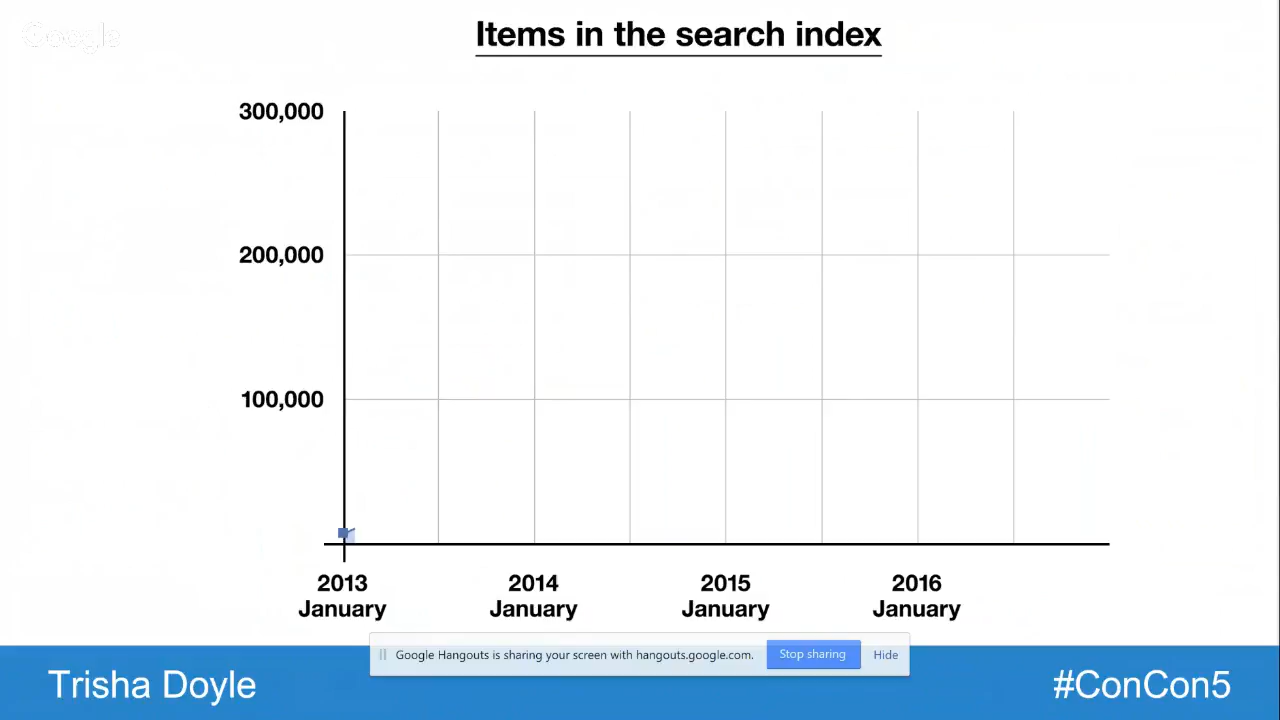 Google
Items in the search index
300,000
200,000
100,000
2013 January
2014 January
2015 January
2016 January
Google Hangouts is sharing your screen with hangouts.google.com. Stop sharing Hide
Trisha Doyle
#ConCon5